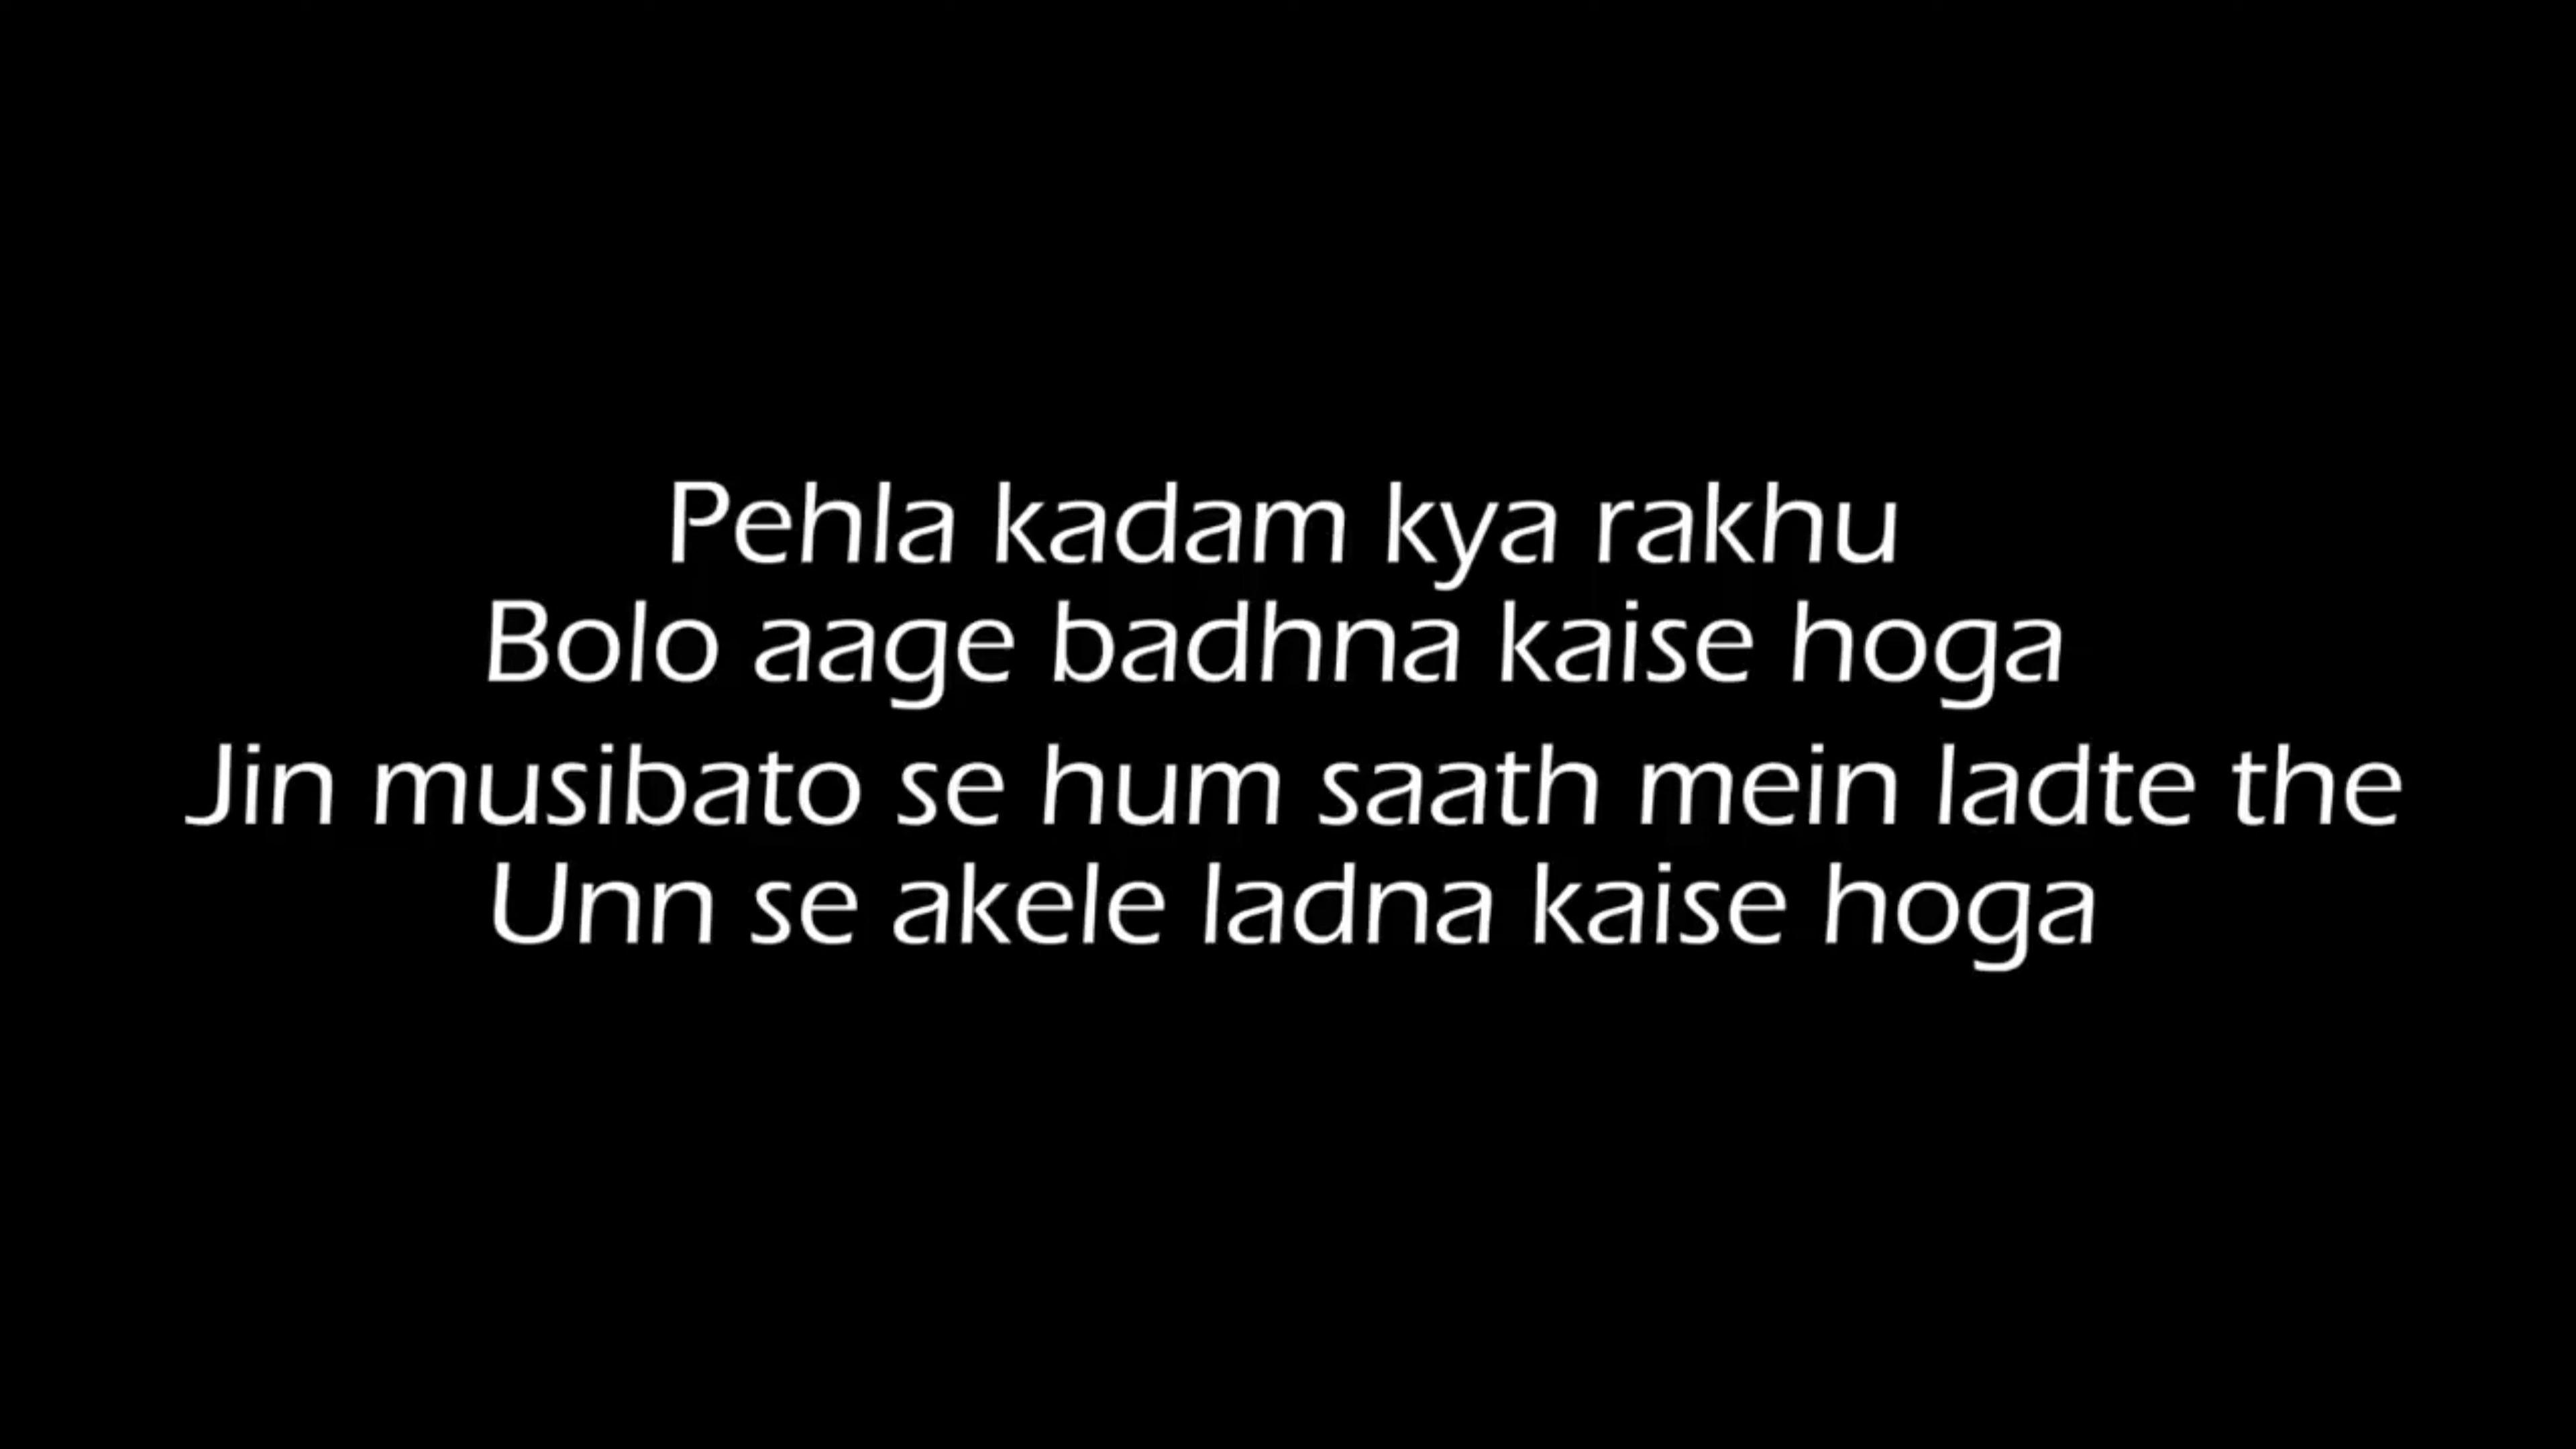 Pehla kadam kya rakhu
Bolo aage badhna kaise hoga
Jin musibato se hum saath mein ladte the
Unn se akele ladna kaise hoga